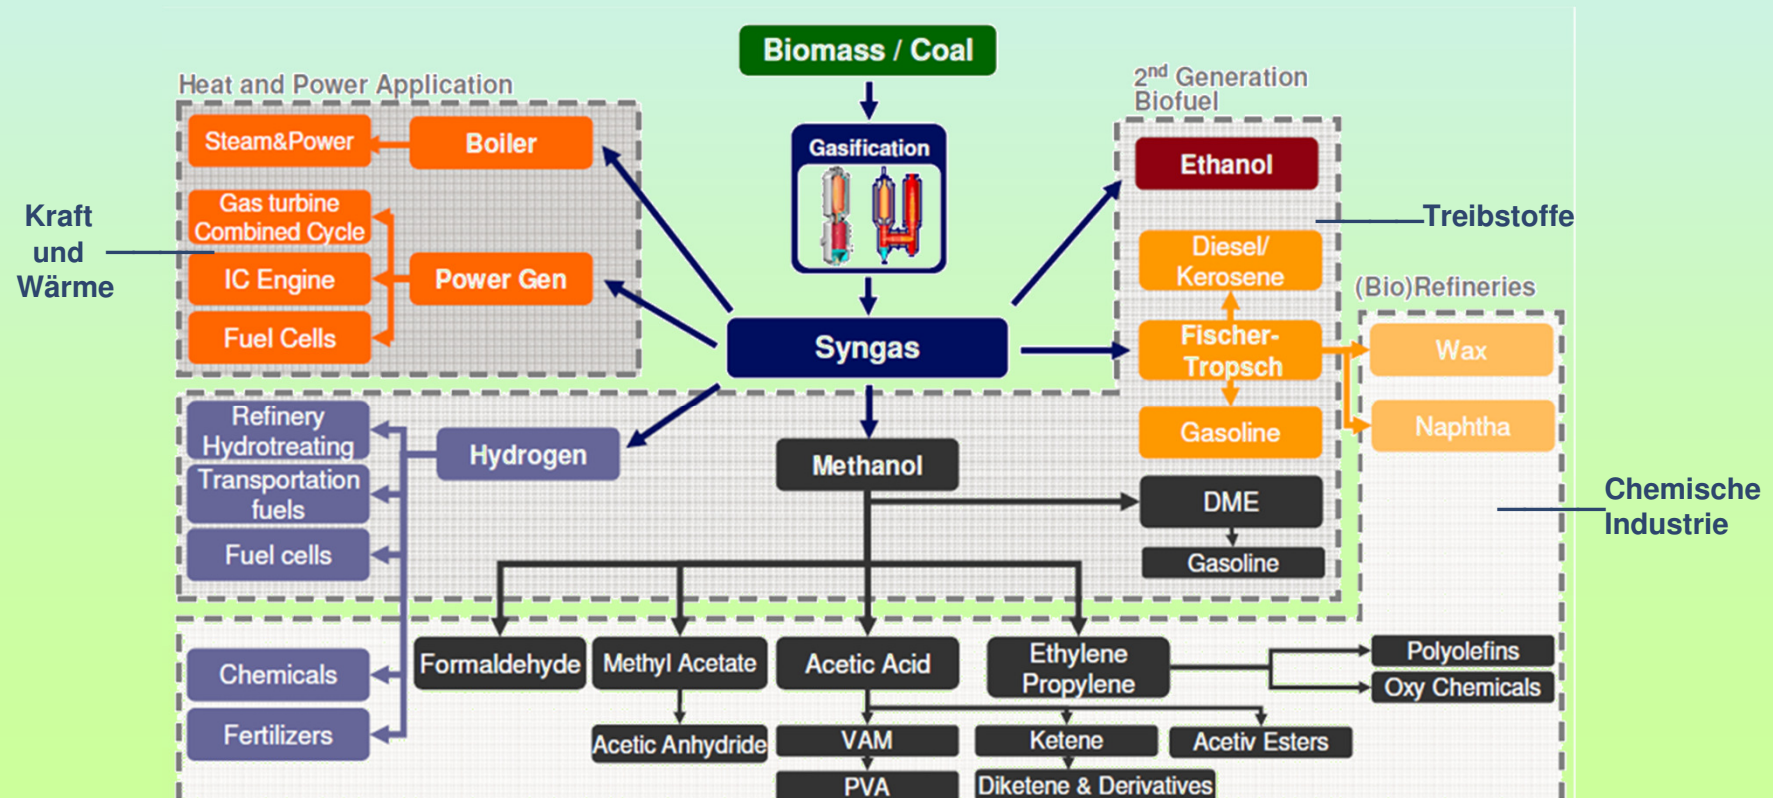 Biomass / Coal
Gasification
Syngas
Heat and Power Application
Steam&Power
Boiler
Gas turbine
Combined Cycle
IC Engine
Power Gen
Fuel Cells
Kraft
und
Wärme
2nd Generation
Biofuel
Ethanol
Treibstoffe
Diesel/
Kerosene
Fischer-
Tropsch
Gasoline
(Bio)Refineries
Wax
Naphtha
Chemische
Industrie
Refinery
Hydrotreating
Hydrogen
Transportation
fuels
Fuel cells
Chemicals
Fertilizers
Methanol
DME
Gasoline
Formaldehyde
Methyl Acetate
Acetic Acid
Ethylene
Propylene
Polyolefins
Oxy Chemicals
Acetic Anhydride
VAM
Ketene
Acetiv Esters
PVA
Diketene & Derivatives